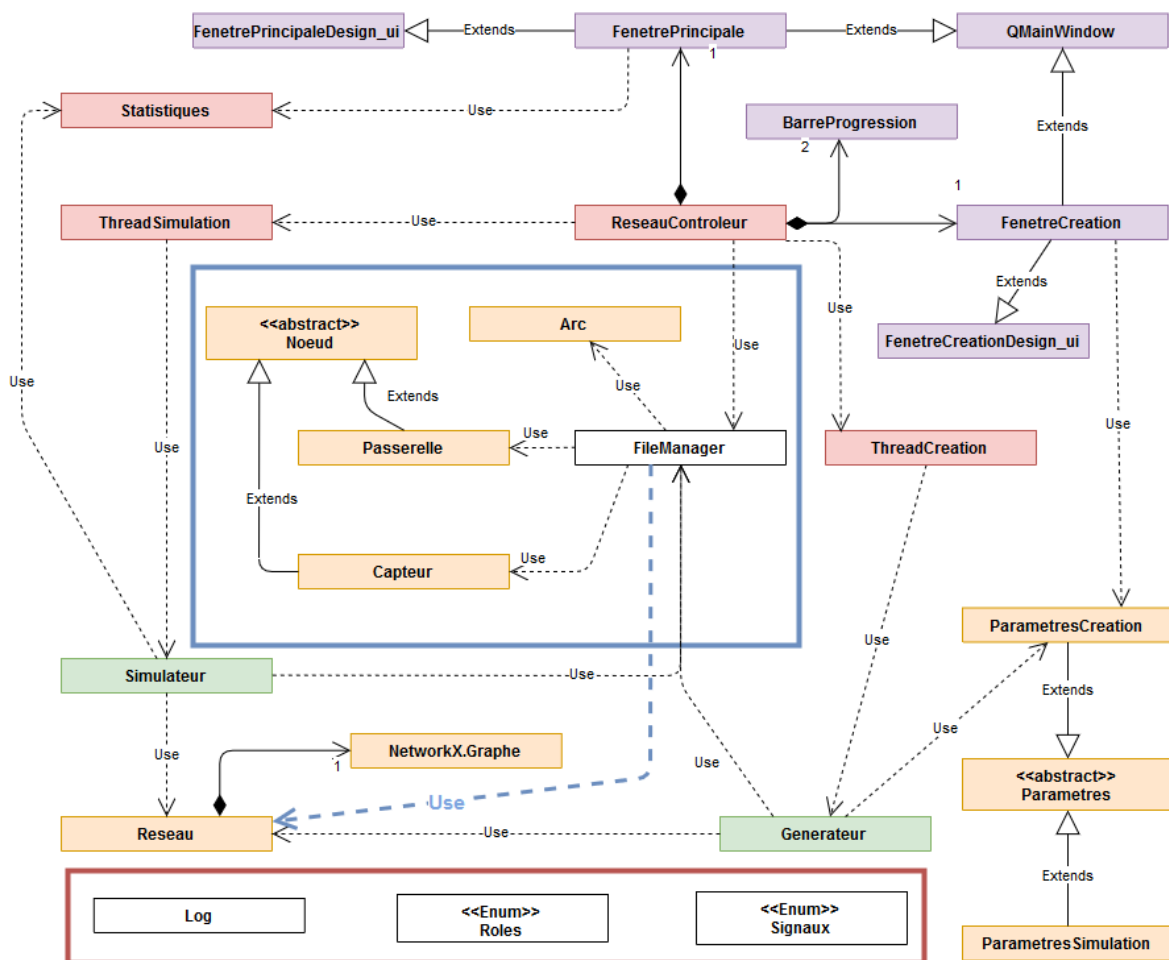 FenetrePrincipaleDesign_ui
Extends
FenetrePrincipale
1
Extends
QMainWindow
Statistiques
Use
BarreProgression
2
Extends
1
ThreadSimulation
Use
ReseauControleur
FenetreCreation
Extends
<<abstract>>
Noeud
Arc
Use
Use
FenetreCreationDesign_ui
Use
Use
Extends
Use
Passerelle
Use
FileManager
ThreadCreation
Use
Use
Extends
Capteur
Use
ParametresCreation
Simulateur
Use
Use
Extends
Use
NetworkX.Graphe
1
Use
Use
<<abstract>>
Parametres
Use
Reseau
Use
Generateur
Extends
Log
<<Enum>>
Roles
<<Enum>>
Signaux
ParametresSimulation